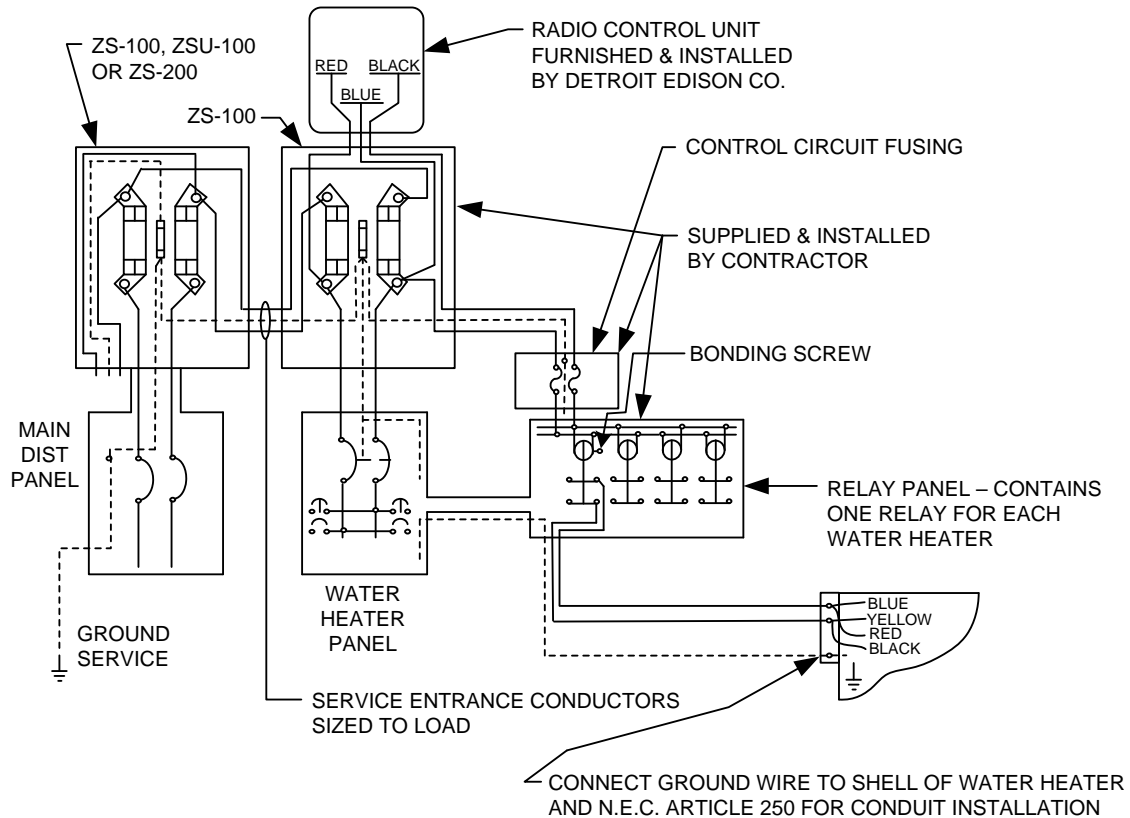 ZS-100, ZSU-100
OR ZS-200
ZS-100
RED
BLACK
BLUE
RADIO CONTROL UNIT
FURNISHED & INSTALLED
BY DETROIT EDISON CO.
CONTROL CIRCUIT FUSING
SUPPLIED & INSTALLED
BY CONTRACTOR
BONDING SCREW
MAIN
DIST
PANEL
RELAY PANEL – CONTAINS
ONE RELAY FOR EACH
WATER HEATER
WATER
HEATER
PANEL
GROUND
SERVICE
BLUE
YELLOW
RED
BLACK
SERVICE ENTRANCE CONDUCTORS
SIZED TO LOAD
CONNECT GROUND WIRE TO SHELL OF WATER HEATER
AND N.E.C. ARTICLE 250 FOR CONDUIT INSTALLATION